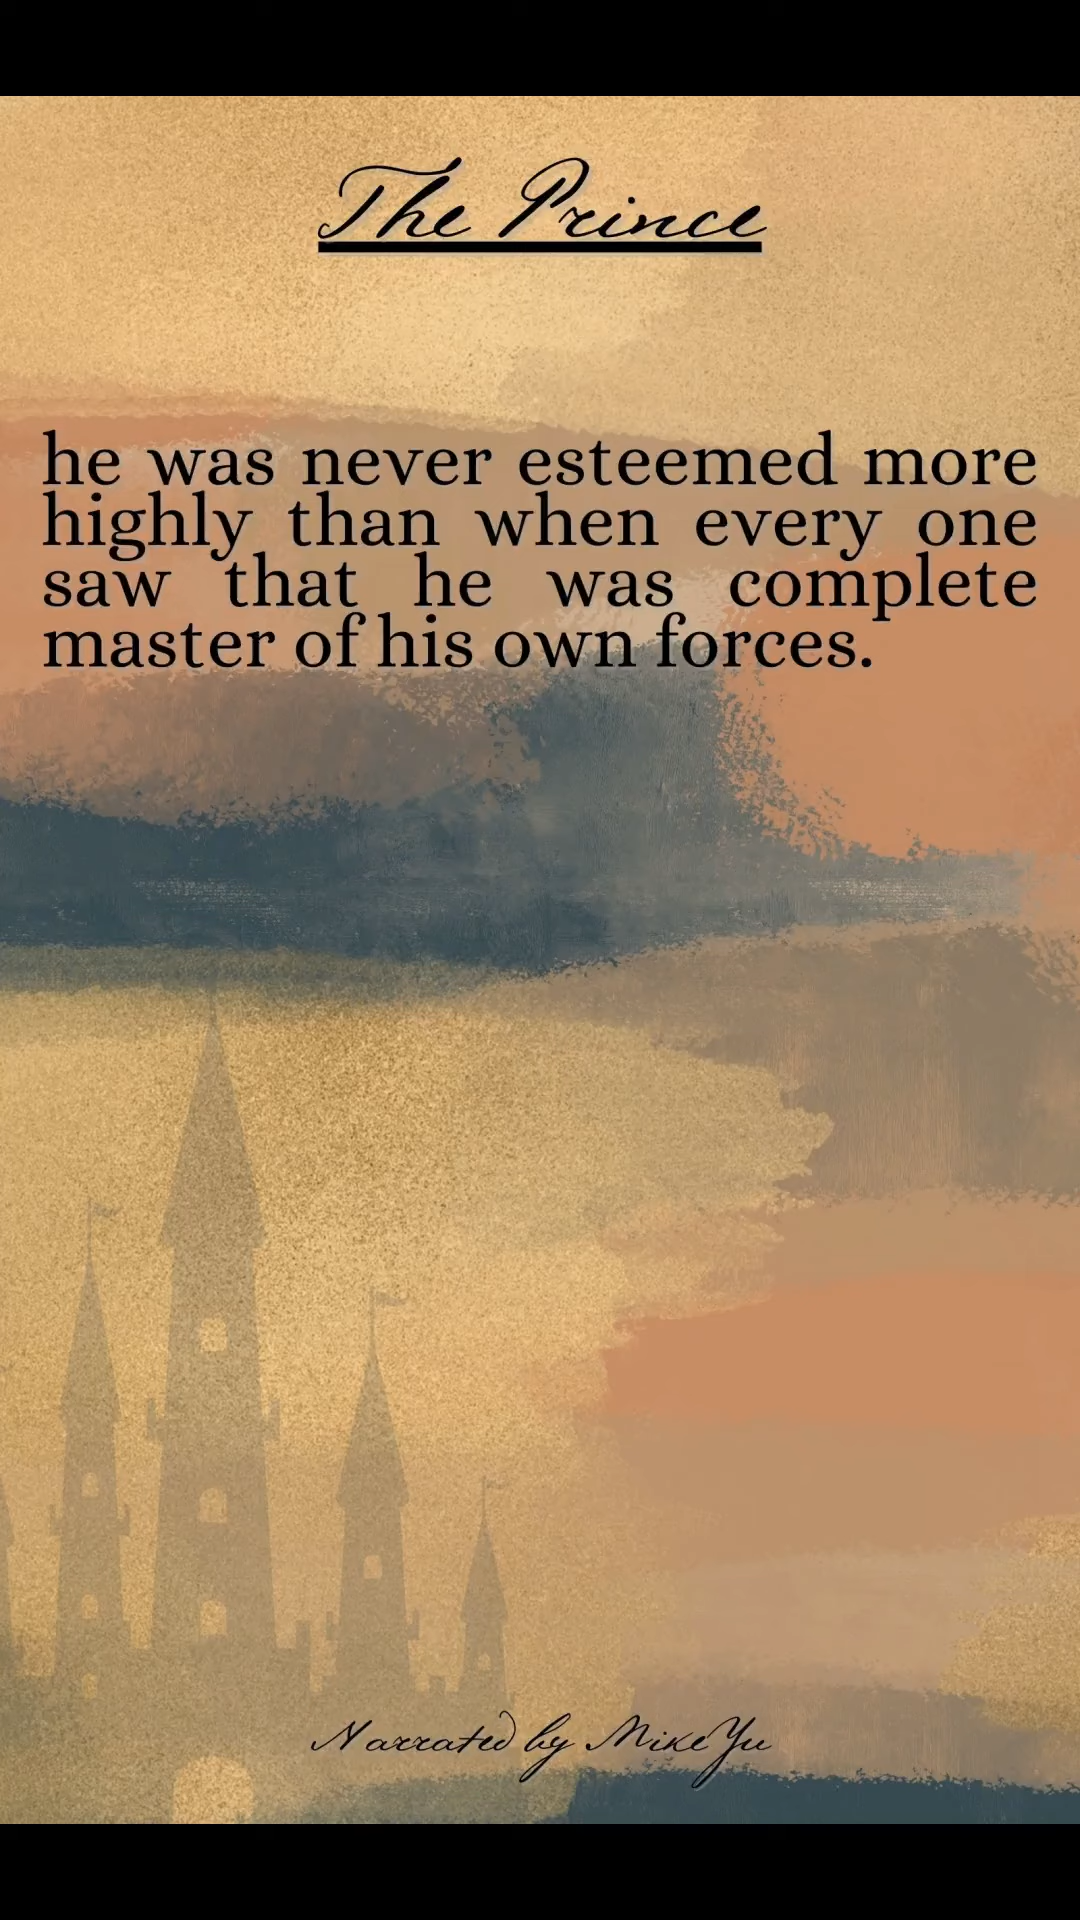 The Prince
he was never esteemed more
highly than when every one
saw that he was complete
master of his own forces.
Narrated by Mike Yu